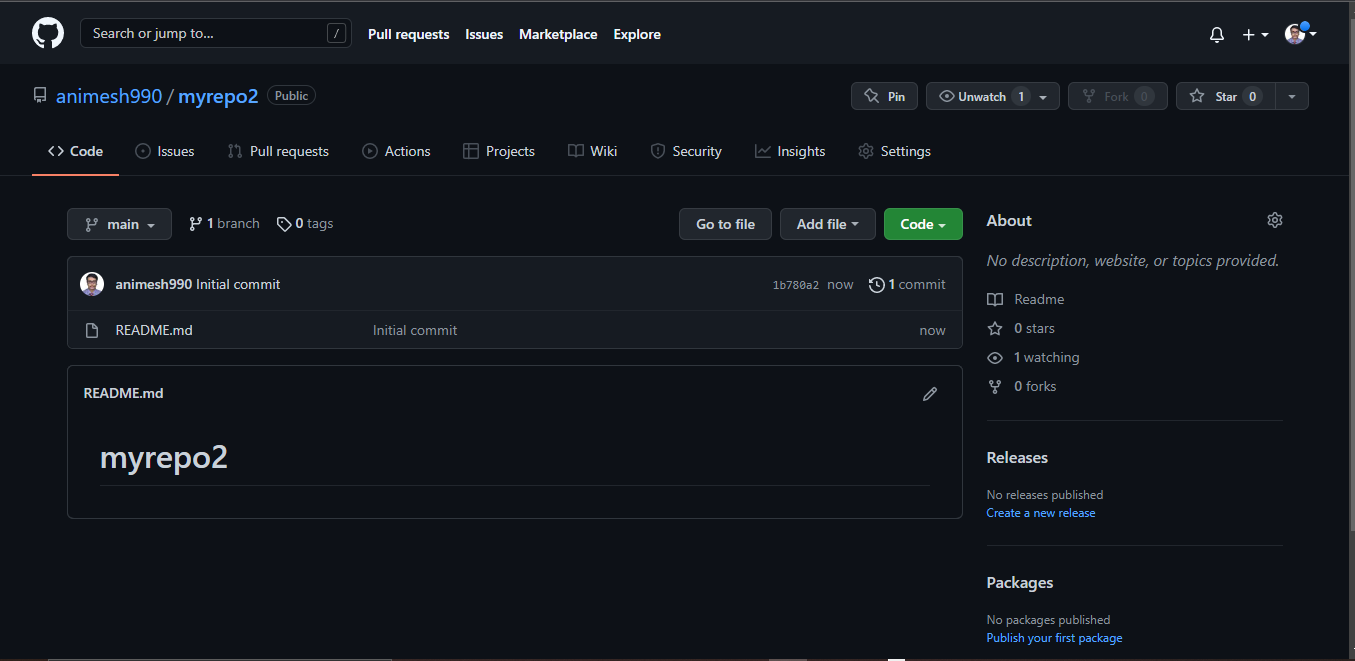 Search or jump to... / Pull requests Issues Marketplace Explore
animesh990 / myrepo2 Public Pin Unwatch 1 Fork 0 Star 0
Code Issues Pull requests Actions Projects Wiki Security Insights Settings
main 1 branch 0 tags Go to file Add file Code
animesh990 Initial commit 1b780a2 now 1 commit
README.md Initial commit now
README.md
myrepo2
About
No description, website, or topics provided.
Readme
0 stars
1 watching
0 forks
Releases
No releases published
Create a new release
Packages
No packages published
Publish your first package